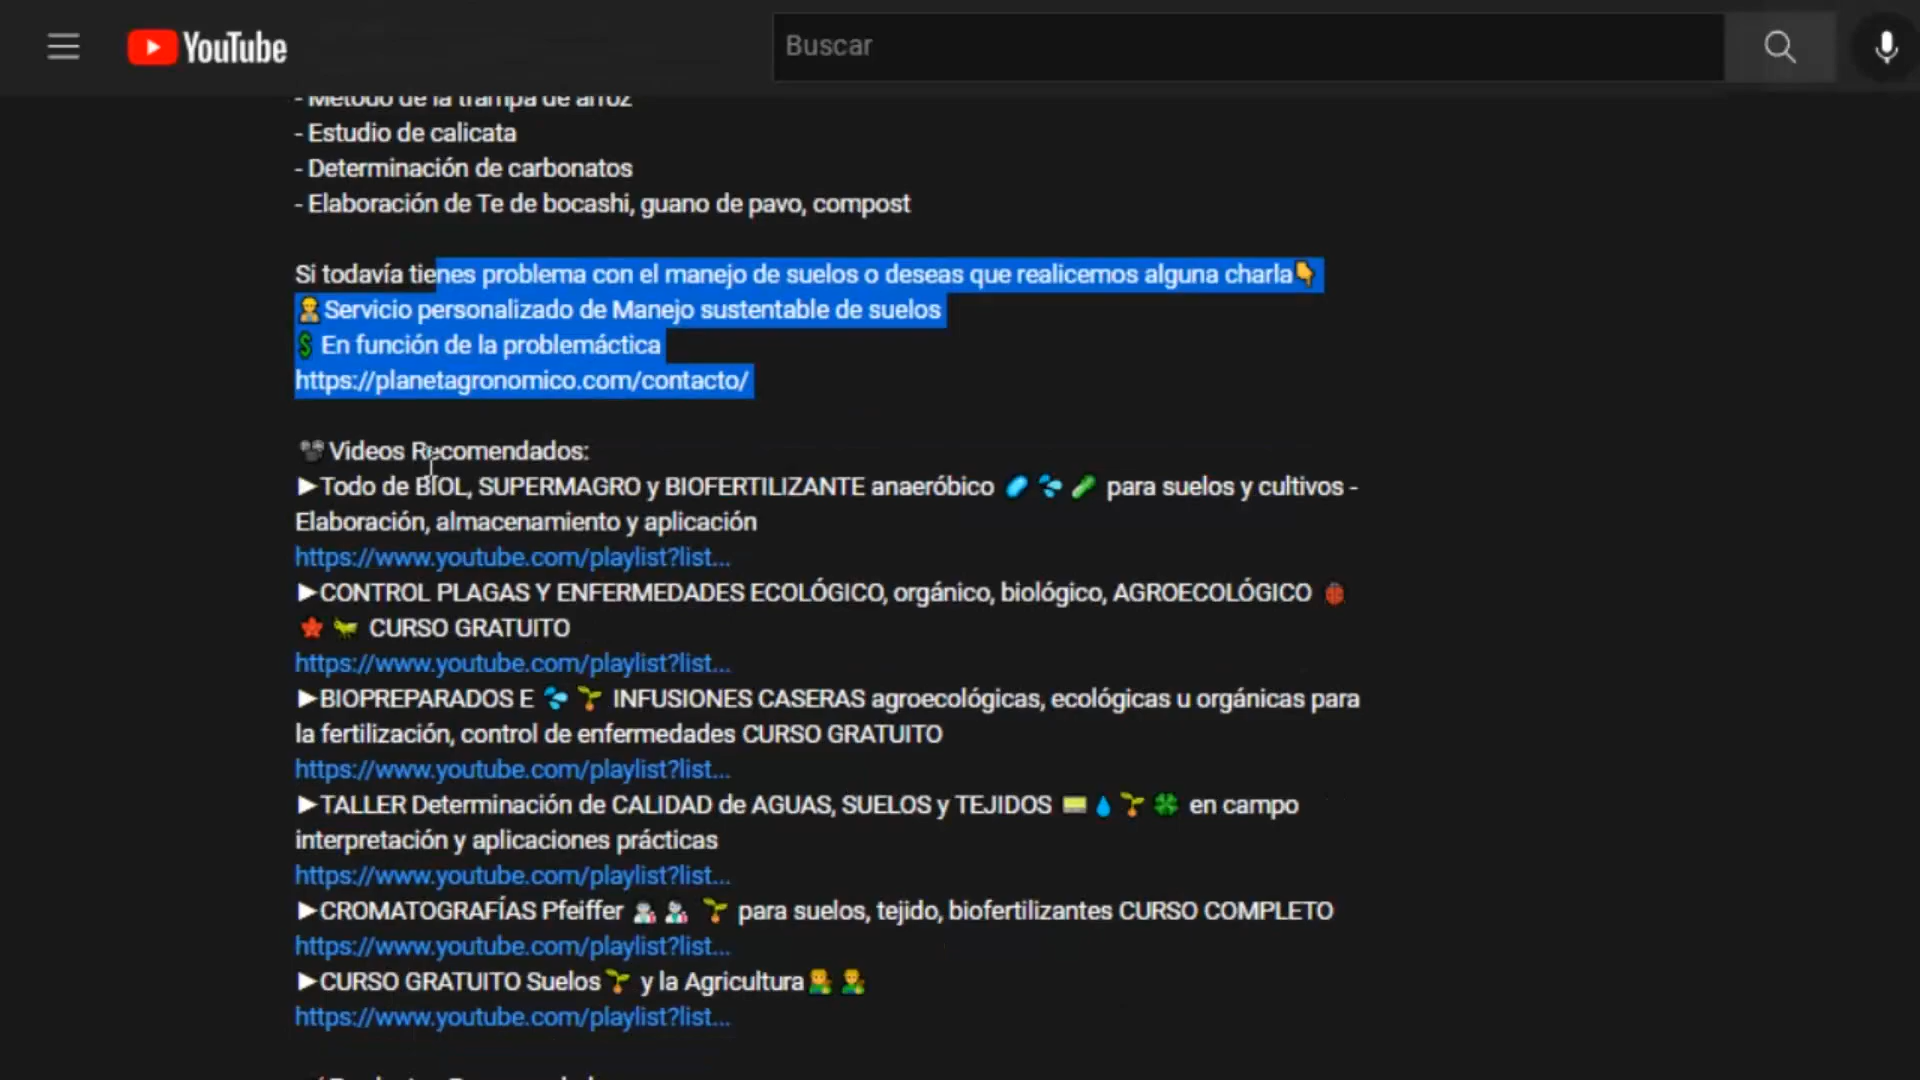 YouTube
Buscar
- Método de la trampa de arroz
- Estudio de calicata
- Determinación de carbonatos
- Elaboración de Te de bocashi, guano de pavo, compost
Si todavía tienes problema con el manejo de suelos o deseas que realicemos alguna charla👇
👨‍🌾Servicio personalizado de Manejo sustentable de suelos
💲En función de la problemáctica
https://planetagronomico.com/contacto/
📽Videos Recomendados:
►Todo de BIOL, SUPERMAGRO y BIOFERTILIZANTE anaeróbico 🧪 💦 🥒 para suelos y cultivos -
Elaboración, almacenamiento y aplicación
https://www.youtube.com/playlist?list...
►CONTROL PLAGAS Y ENFERMEDADES ECOLÓGICO, orgánico, biológico, AGROECOLÓGICO 🐞
🍁 🦗 CURSO GRATUITO
https://www.youtube.com/playlist?list...
►BIOPREPARADOS E 💦 🌱 INFUSIONES CASERAS agroecológicas, ecológicas u orgánicas para
la fertilización, control de enfermedades CURSO GRATUITO
https://www.youtube.com/playlist?list...
►TALLER Determinación de CALIDAD de AGUAS, SUELOS y TEJIDOS 💧 🌱 🍀 en campo
interpretación y aplicaciones prácticas
https://www.youtube.com/playlist?list...
►CROMATOGRAFÍAS Pfeiffer 👩‍🔬 👨‍🔬 🌱 para suelos, tejido, biofertilizantes CURSO COMPLETO
https://www.youtube.com/playlist?list...
►CURSO GRATUITO Suelos🌱 y la Agricultura👩‍🌾 👨‍🌾
https://www.youtube.com/playlist?list...